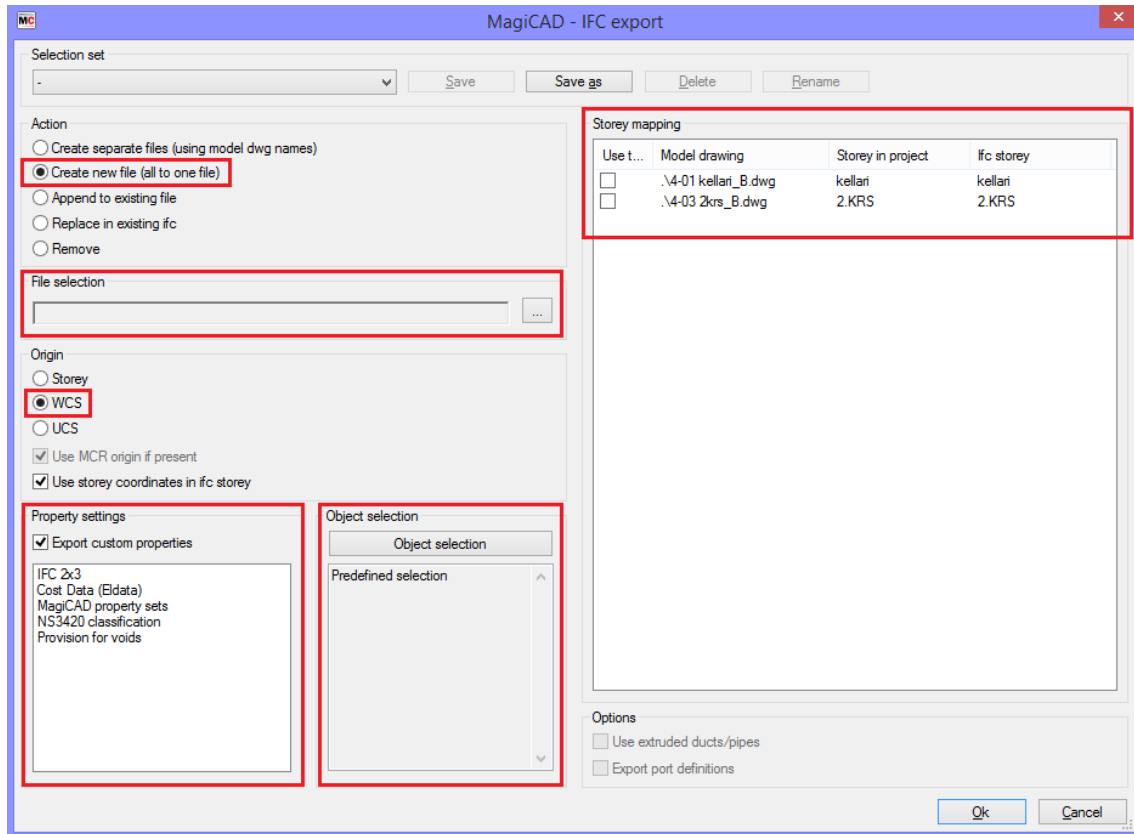 MC
MagiCAD - IFC export
Selection set
-
Save
Save as
Delete
Rename
Action
Create separate files (using model dwg names)
Create new file (all to one file)
Append to existing file
Replace in existing ifc
Remove
File selection
...
Origin
Storey
WCS
UCS
Use MCR origin if present
Use storey coordinates in ifc storey
Property settings
Export custom properties
IFC 2x3
Cost Data (Eldata)
MagiCAD property sets
NS3420 classification
Provision for voids
Object selection
Object selection
Predefined selection
Storey mapping
Use t... Model drawing Storey in project Ifc storey
.\4-01 kellari_B.dwg kellari kellari
.\4-03 2krs_B.dwg 2.KRS 2.KRS
Options
Use extruded ducts/pipes
Export port definitions
Ok
Cancel